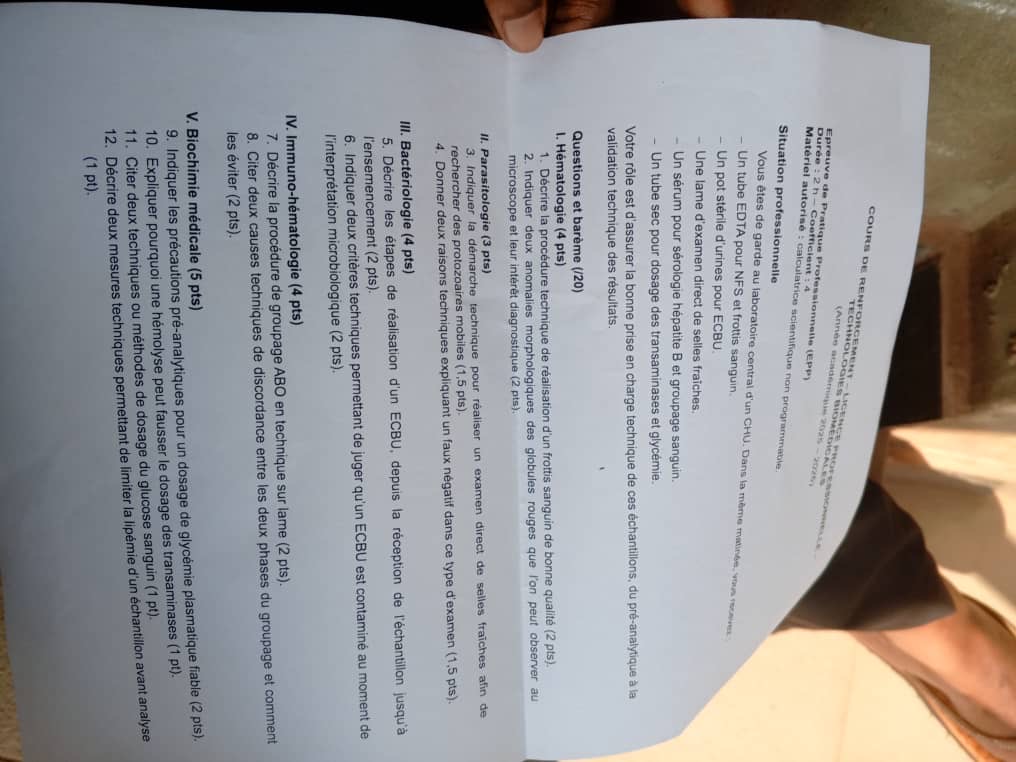 COURS DE RENFORCEMENT – LICENCE PROFESSIONNELLE -
TECHNOLOGIES BIOMÉDICALES
(Année académique 2025 – 2026)
Epreuve de Pratique Professionnelle (EPP)
Durée : 2 h – Coefficient : 4
Matériel autorisé : calculatrice scientifique non programmable.
Situation professionnelle
Vous êtes de garde au laboratoire central d'un CHU. Dans la même matinée, vous recevez :
– Un tube EDTA pour NFS et frottis sanguin.
– Un pot stérile d'urines pour ECBU.
– Une lame d'examen direct de selles fraîches.
– Un sérum pour sérologie hépatite B et groupage sanguin.
– Un tube sec pour dosage des transaminases et glycémie.
Votre rôle est d'assurer la bonne prise en charge technique de ces échantillons, du pré-analytique à la
validation technique des résultats.
Questions et barème (/20)
I. Hématologie (4 pts)
1. Décrire la procédure technique de réalisation d'un frottis sanguin de bonne qualité (2 pts).
2. Indiquer deux anomalies morphologiques des globules rouges que l'on peut observer au
microscope et leur intérêt diagnostique (2 pts).
II. Parasitologie (3 pts)
3. Indiquer la démarche technique pour réaliser un examen direct de selles fraîches afin de
rechercher des protozoaires mobiles (1,5 pts).
4. Donner deux raisons techniques expliquant un faux négatif dans ce type d'examen (1,5 pts).
III. Bactériologie (4 pts)
5. Décrire les étapes de réalisation d'un ECBU, depuis la réception de l'échantillon jusqu'à
l'ensemencement (2 pts).
6. Indiquer deux critères techniques permettant de juger qu'un ECBU est contaminé au moment de
l'interprétation microbiologique (2 pts).
IV. Immuno-hématologie (4 pts)
7. Décrire la procédure de groupage ABO en technique sur lame (2 pts).
8. Citer deux causes techniques de discordance entre les deux phases du groupage et comment
les éviter (2 pts).
V. Biochimie médicale (5 pts)
9. Indiquer les précautions pré-analytiques pour un dosage de glycémie plasmatique fiable (2 pts).
10. Expliquer pourquoi une hémolyse peut fausser le dosage des transaminases (1 pt).
11. Citer deux techniques ou méthodes de dosage du glucose sanguin (1 pt).
12. Décrire deux mesures techniques permettant de limiter la lipémie d'un échantillon avant analyse
(1 pt).